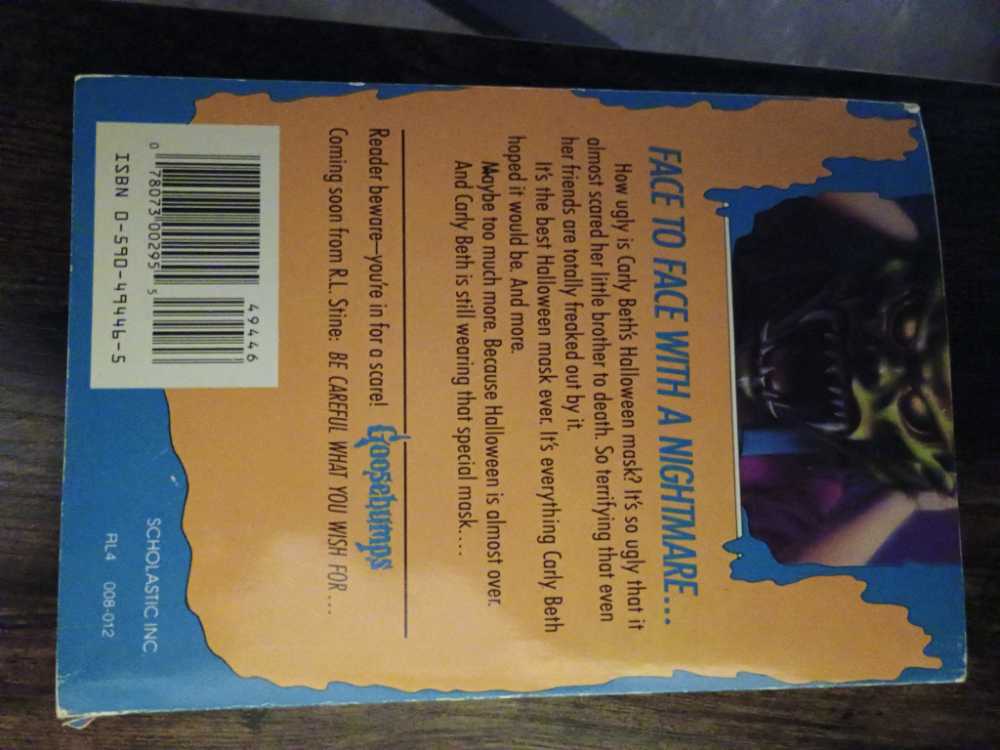 FACE TO FACE WITH A NIGHTMARE...
How ugly is Carly Beth's Halloween mask? It's so ugly that it
almost scared her little brother to death. So terrifying that even
her friends are totally freaked out by it.
It's the best Halloween mask ever. It's everything Carly Beth
hoped it would be. And more.
Maybe too much more. Because Halloween is almost over.
And Carly Beth is still wearing that special mask....
Reader beware—you're in for a scare! Goosebumps
Coming soon from R.L. Stine: BE CAREFUL WHAT YOU WISH FOR...
49446
0 78073 00295 5
ISBN 0-590-49446-5
SCHOLASTIC INC.
RL4 008-012